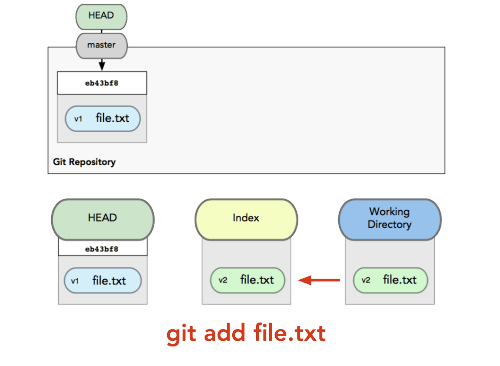 HEAD
master
eb43bf8
v1 file.txt
Git Repository
HEAD
Index
Working
Directory
eb43bf8
v1 file.txt
v2 file.txt
v2 file.txt
git add file.txt